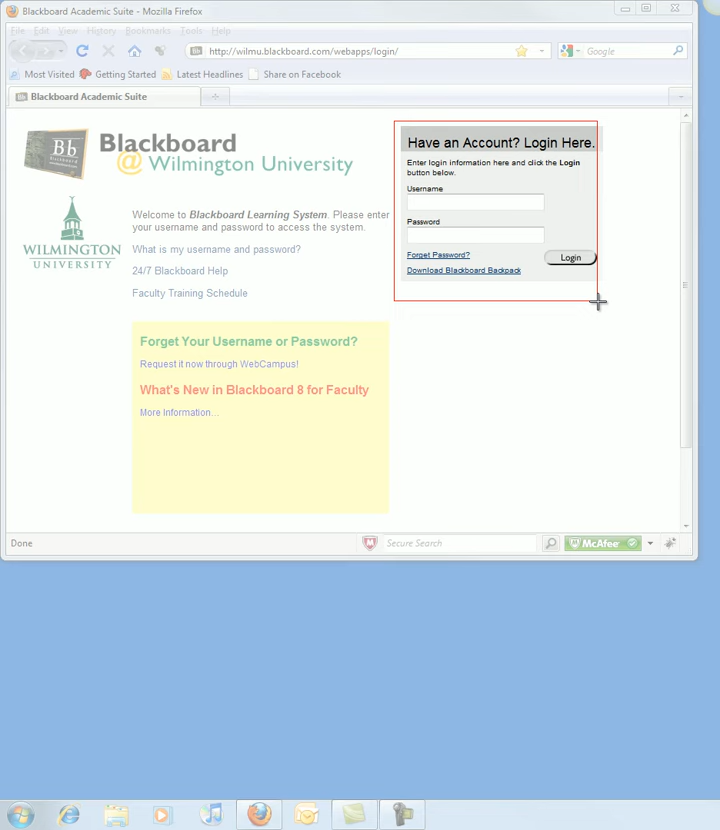 Blackboard Academic Suite - Mozilla Firefox
File Edit View History Bookmarks Tools Help
http://wilmu.blackboard.com/webapps/login/
Google
Most Visited Getting Started Latest Headlines Share on Facebook
Blackboard Academic Suite
Bb
Blackboard
@ Wilmington University
WILMINGTON
UNIVERSITY
Welcome to Blackboard Learning System. Please enter
your username and password to access the system.
What is my username and password?
24/7 Blackboard Help
Faculty Training Schedule
Have an Account? Login Here.
Enter login information here and click the Login
button below.
Username
Password
Forget Password?
Login
Download Blackboard Backpack
Forget Your Username or Password?
Request it now through WebCampus!
What's New in Blackboard 8 for Faculty
More Information...
Done
Secure Search
McAfee